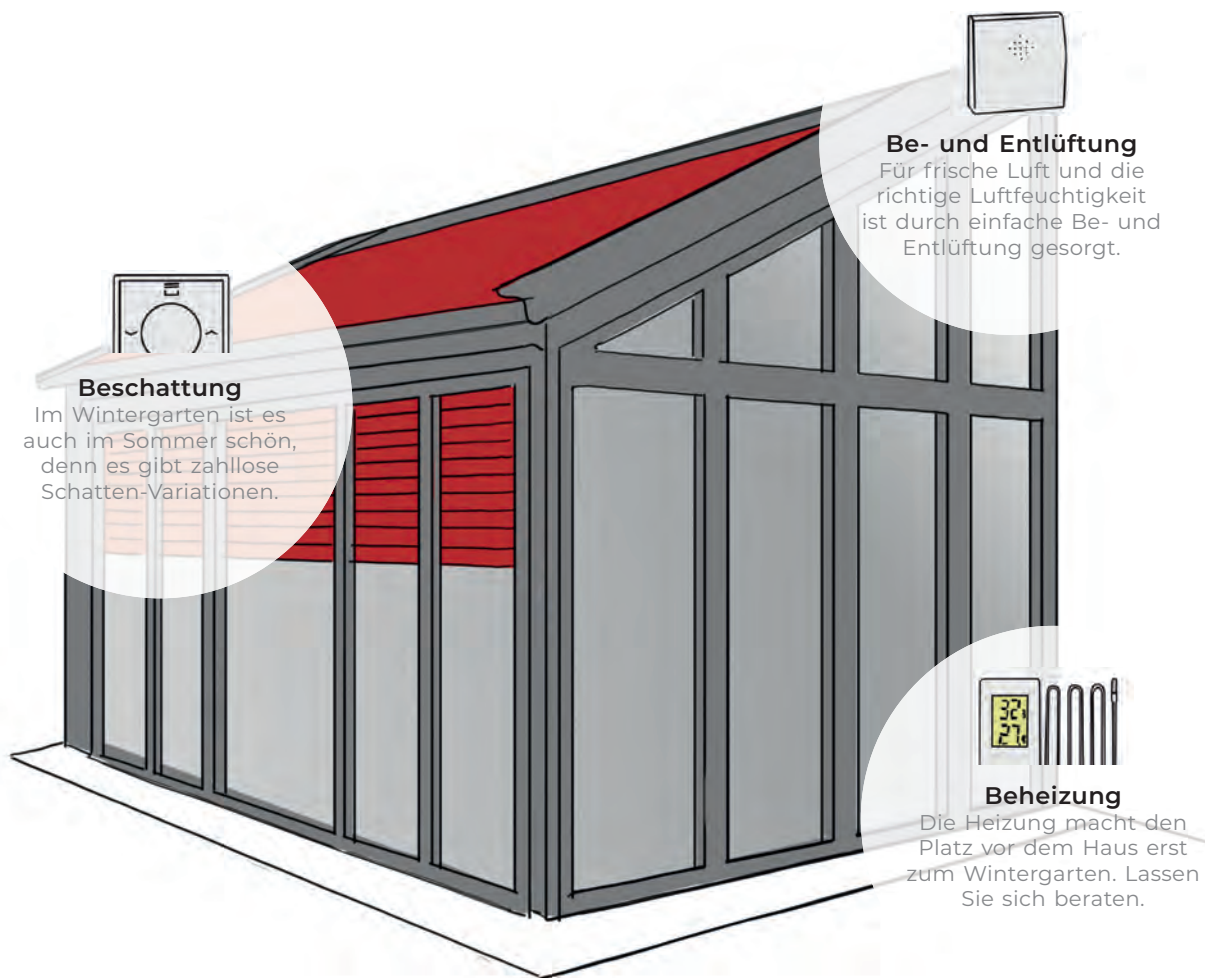 Be- und Entlüftung
Für frische Luft und die
richtige Luftfeuchtigkeit
ist durch einfache Be- und
Entlüftung gesorgt.
Beschattung
Im Wintergarten ist es
auch im Sommer schön,
denn es gibt zahllose
Schatten-Variationen.
32
27
Beheizung
Die Heizung macht den
Platz vor dem Haus erst
zum Wintergarten. Lassen
Sie sich beraten.